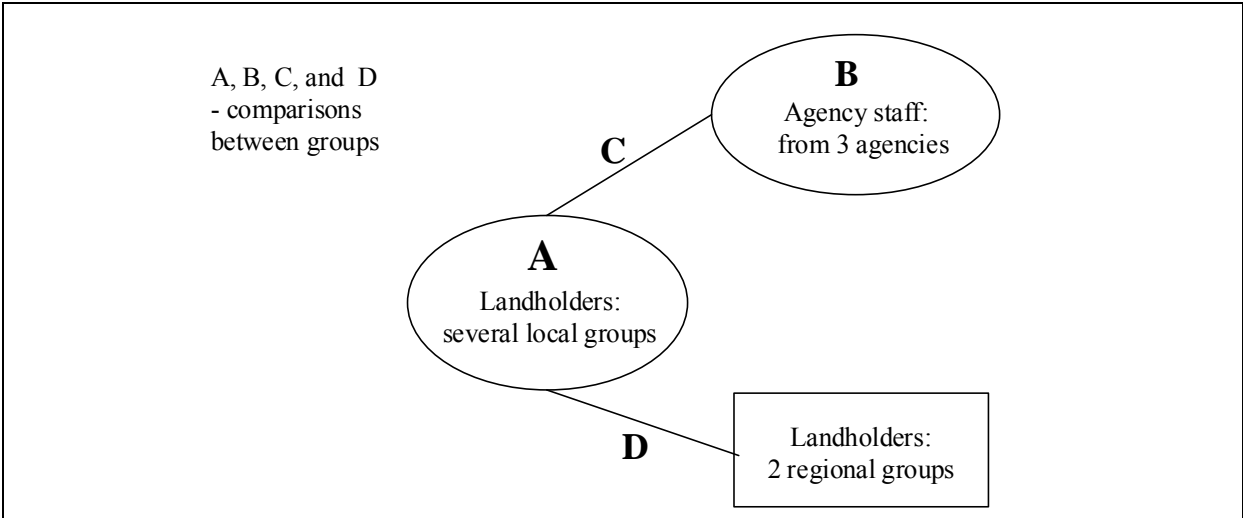 A, B, C, and D
- comparisons
between groups
B
Agency staff:
from 3 agencies
C
A
Landholders:
several local groups
D
Landholders:
2 regional groups